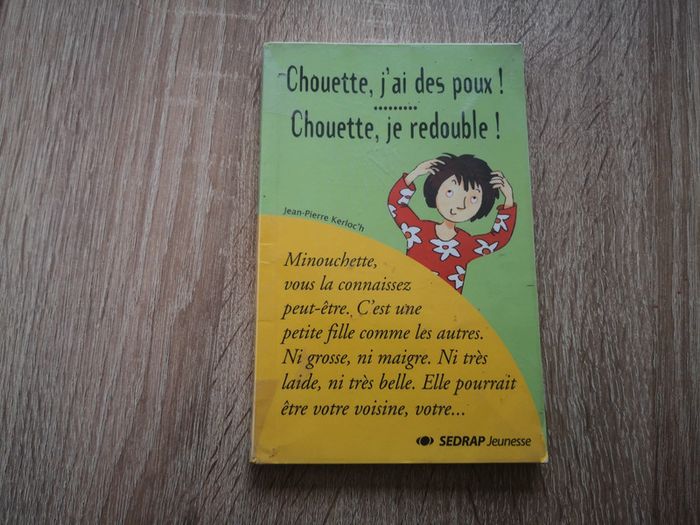 Chouette, j'ai des poux !
.........
Chouette, je redouble !
Jean-Pierre Kerloc'h
Minouchette,
vous la connaissez
peut-être. C'est une
petite fille comme les autres.
Ni grosse, ni maigre. Ni très
laide, ni très belle. Elle pourrait
être votre voisine, votre...
SEDRAP Jeunesse